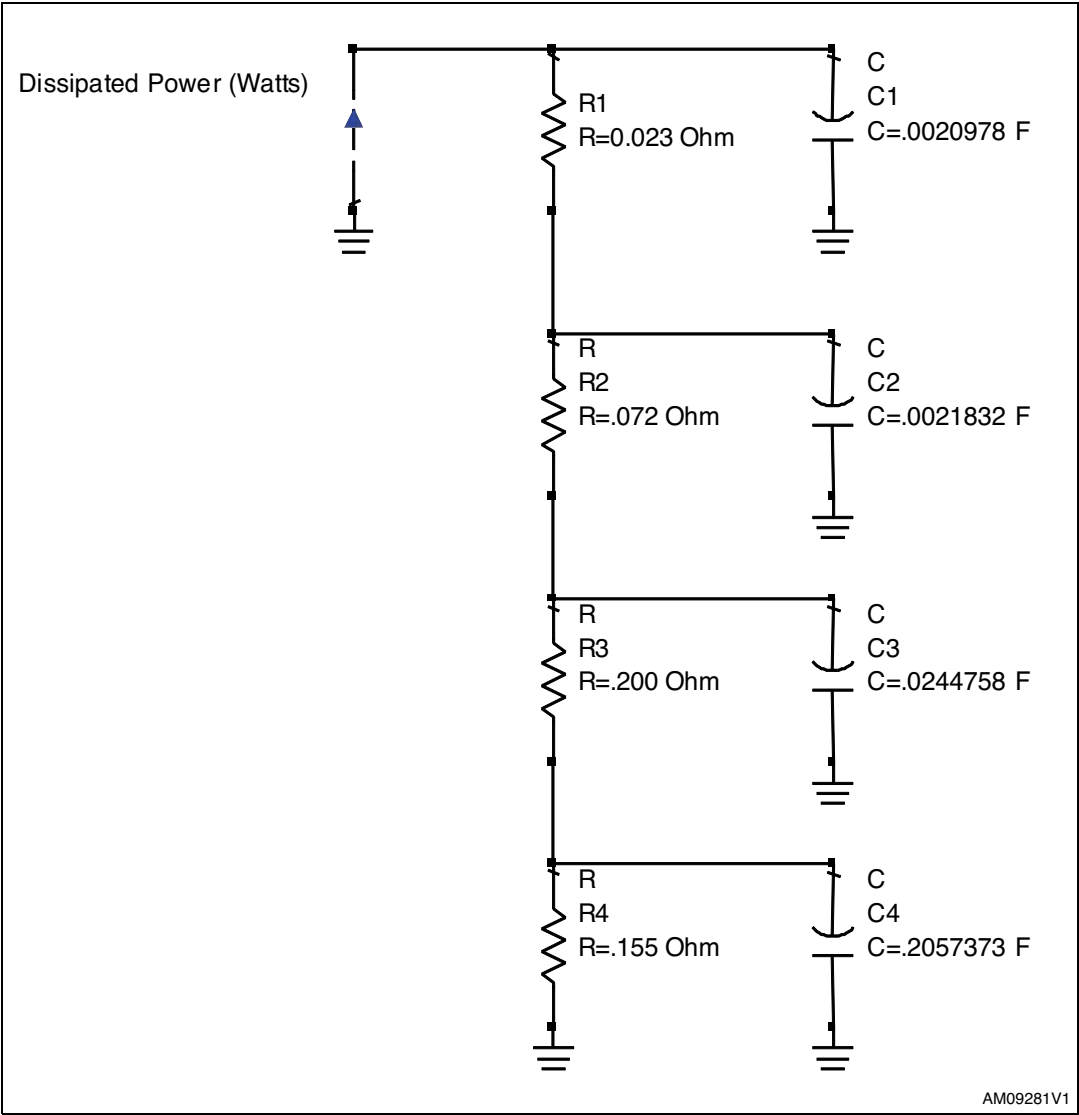 Dissipated Power (Watts)
R1
R=0.023 Ohm
C
C1
C=.0020978 F
R
R2
R=.072 Ohm
C
C2
C=.0021832 F
R
R3
R=.200 Ohm
C
C3
C=.0244758 F
R
R4
R=.155 Ohm
C
C4
C=.2057373 F
AM09281V1